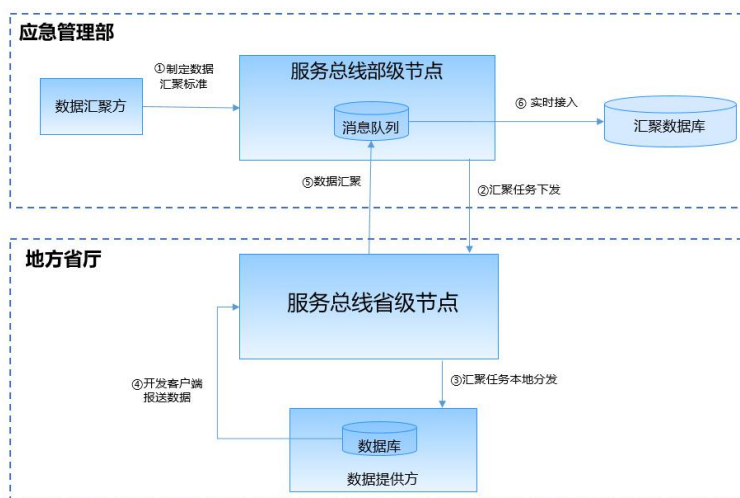 应急管理部
①制定数据
汇聚标准
服务总线部级节点
数据汇聚方
消息队列
⑥ 实时接入
汇聚数据库
⑤数据汇聚
②汇聚任务下发
地方省厅
服务总线省级节点
④开发客户端
报送数据
③汇聚任务本地分发
数据库
数据提供方